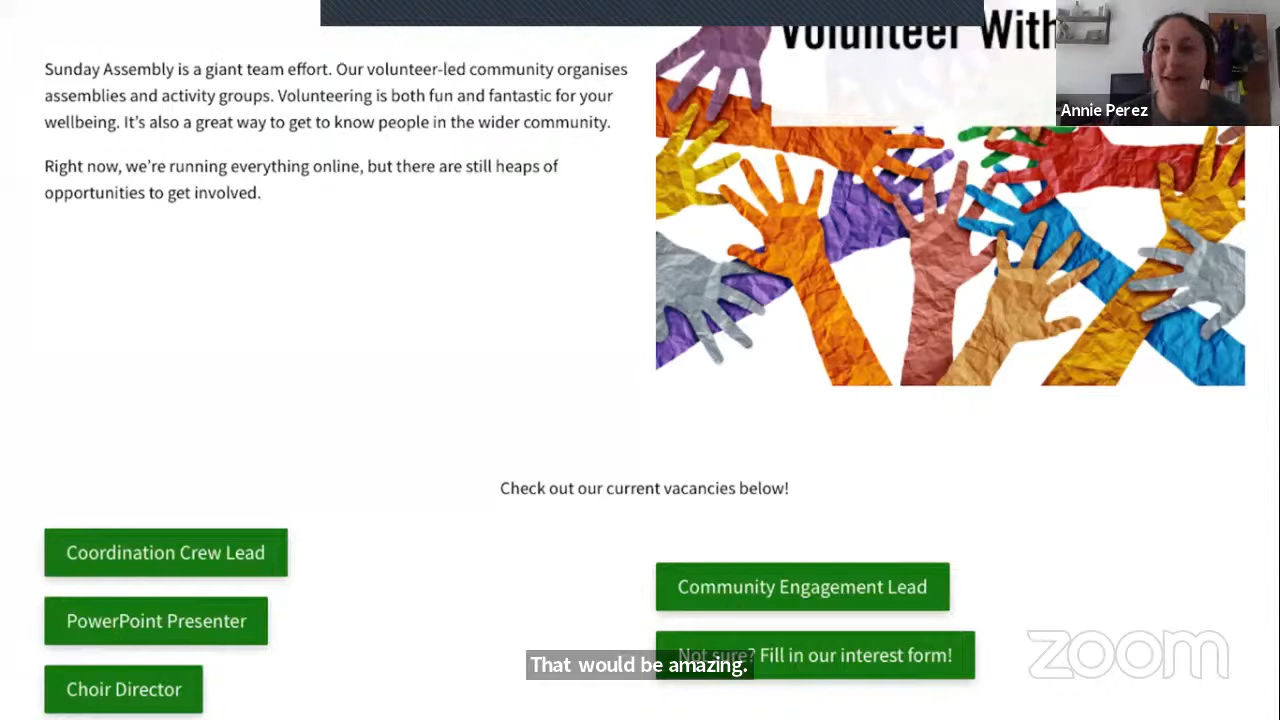 Volunteer With
Annie Perez
Sunday Assembly is a giant team effort. Our volunteer-led community organises
assemblies and activity groups. Volunteering is both fun and fantastic for your
wellbeing. It's also a great way to get to know people in the wider community.
Right now, we're running everything online, but there are still heaps of
opportunities to get involved.
Check out our current vacancies below!
Coordination Crew Lead
PowerPoint Presenter
Choir Director
Community Engagement Lead
Not sure? Fill in our interest form!
That would be amazing.
zoom